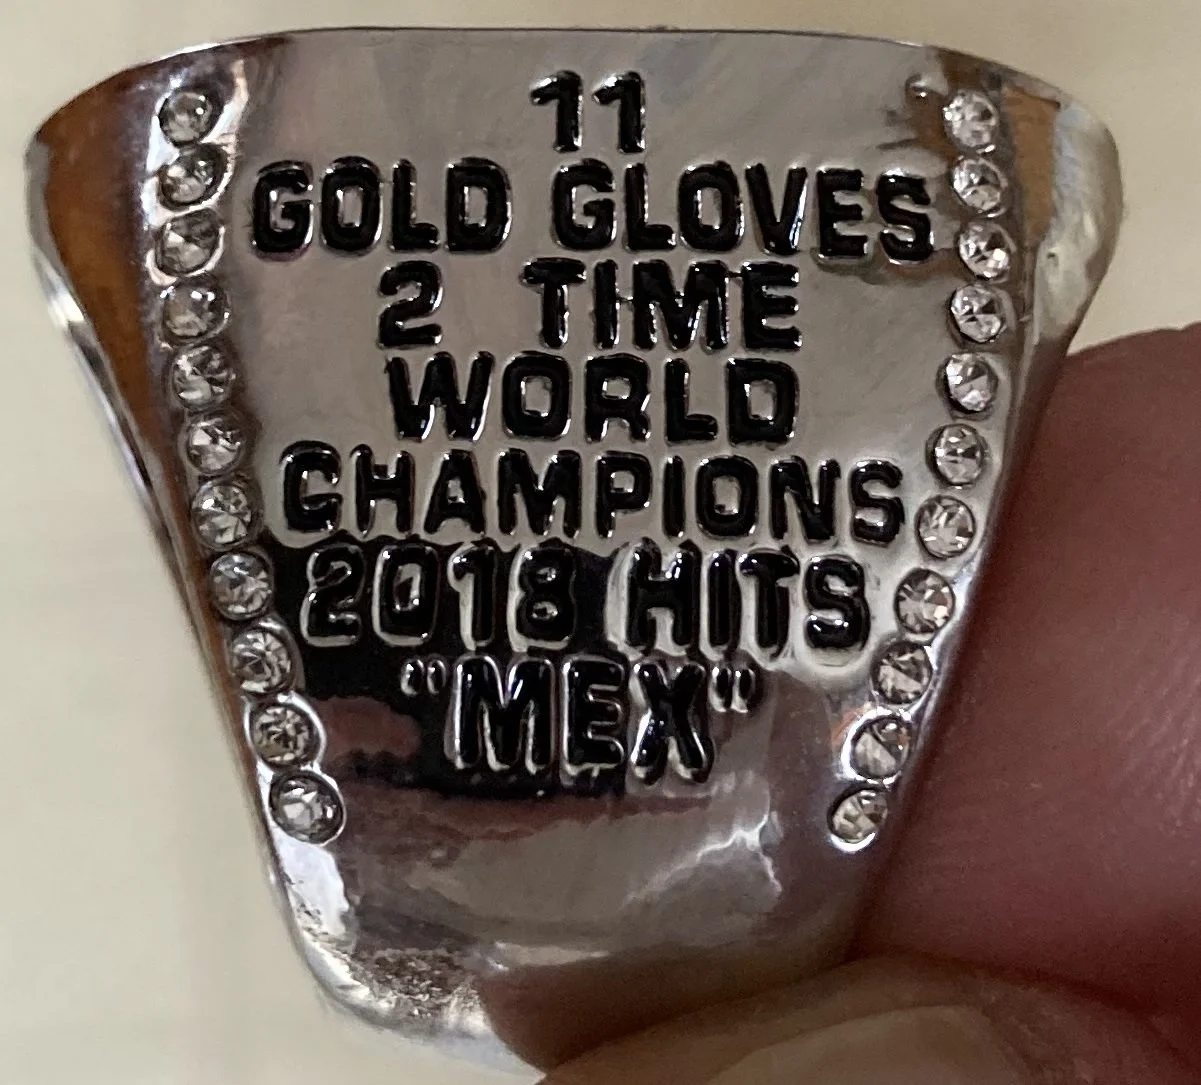 11
GOLD GLOVES
2 TIME
WORLD
CHAMPIONS
2018 HITS
"MEX"